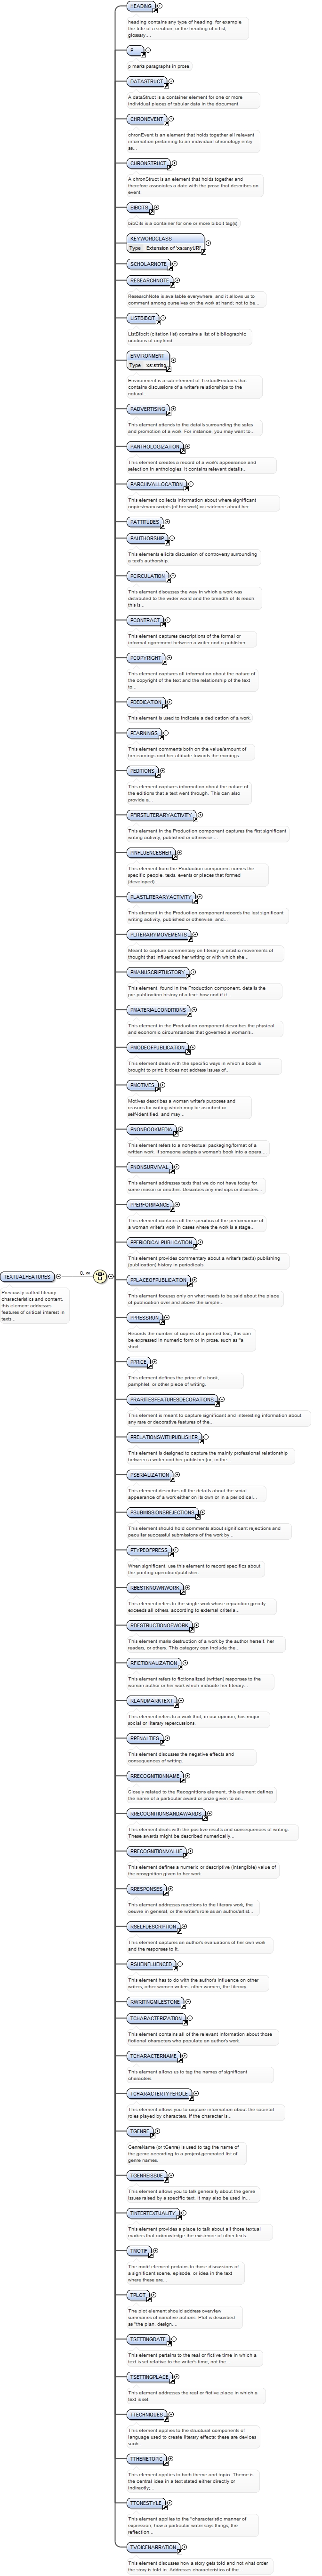 HEADING
heading contains any type of heading, for example
the title of a section, or the heading of a list,
glossary,...
P
p marks paragraphs in prose.
DATASTRUCT
A dataStruct is a container element for one or more
individual pieces of tabular data in the document.
CHRONEVENT
chronEvent is an element that holds together all relevant
information pertaining to an individual chronology entry
as...
CHRONSTRUCT
A chronStruct is an element that holds together and
therefore associates a date with the prose that describes an
event.
BIBCITS
bibCits is a container for one or more bibcit tag(s).
KEYWORDCLASS
Type Extension of 'xs:anyURI'
SCHOLARNOTE
RESEARCHNOTE
ResearchNote is available everywhere, and it allows us to
comment among ourselves on the work at hand, not to be...
LISTBIBCIT
ListBibcit (citation list) contains a list of bibliographic
citations of any kind.
ENVIRONMENT
Type xs:string
Environment is a sub-element of TextualFeatures that
contains discussions of a writer's relationships to the
natural...
PADVERTISING
This element attends to the details surrounding the sales
and promotion of a work. For instance, you may want to...
PANTHOLOGIZATION
This element creates a record of a work's appearance and
selection in anthologies; it contains relevant details...
PARCHIVALLOCATION
This element collects information about where significant
copies/manuscripts (of her work) or evidence about her...
PATTITUDES
PAUTHORSHIP
This elements elicits discussion of controversy surrounding
a text's authorship.
PCIRCULATION
This element discusses the way in which a work was
distributed to the wider world and the breadth of its reach:
this is...
PCONTRACT
This element captures descriptions of the formal or
informal agreement between a writer and a publisher.
PCOPYRIGHT
This element captures all information about the nature of
the copyright of the text and the relationship of the text
to...
PDEDICATION
This element is used to indicate a dedication of a work.
PEARNINGS
This element comments both on the value/amount of
her earnings and her attitude towards the earnings.
PEDITIONS
This element captures information about the nature of
the editions that a text went through. This can also
provide a...
PFIRSTLITERARYACTIVITY
This element in the Production component captures the first significant
writing activity, published or otherwise....
PINFLUENCESHER
This element from the Production component names the
specific people, texts, events or places that formed
(developed)...
PLASTLITERARYACTIVITY
This element in the Production component records the last significant
writing activity, published or otherwise, and...
PLITERARYMOVEMENTS
Meant to capture commentary on literary or artistic movements of
thought that influenced her writing or with which she...
PMANUSCRIPTHISTORY
This element, found in the Production component, details the
pre-publication history of a text: how and if it...
PMATERIALCONDITIONS
This element in the Production component describes the physical
and economic circumstances that governed a women's...
PMODEOFPUBLICATION
This element deals with the specific ways in which a book is
brought to print; it does not address issues of...
PMOTIVES
Motives describes a woman writer's purposes and
reasons for writing which may be ascribed or
self-identified, and may...
PNONBOOKMEDIA
This element refers to a non-textual packaging/format of a
written work. If someone adapts a woman's book into a opera,...
PNONSURVIVAL
This element addresses texts that we do not have today for
some reason or another. Describe any mishaps or disasters...
PPERFORMANCE
This element contains all the specifics of the performance of
a woman writer's work in cases where the work is a stage...
PPERIODICALPUBLICATION
This element provides commentary about a writer's (text's) publishing
(publication) history in periodicals.
TEXTUALFEATURES
0..∞
Previously called literary
characteristics and content,
this element addresses
features of critical interest in
texts...
PPLACEOFPUBLICATION
This element focuses only on what needs to be said about the place
of publication over and above the simple...
PPRESSRUN
Records the number of copies of a printed text; this can
be expressed in numeric form or in prose, such as "a
short...
PPRICE
This element defines the price of a book,
pamphlet, or other piece of writing.
PRARITIESFEATURESDECORATIONS
This element is meant to capture significant and interesting information about
any rare or decorative features of the...
PRELATIONSWITHPUBLISHER
This element is designed to capture the mainly professional relationship
between a writer and her publisher (or, in the...
PSERIALIZATION
This element describes all the details about the serial
appearance of a work either on its own or in a periodical...
PSUBMISSIONSREJECTIONS
This element should hold comments about significant rejections and
peculiar successful submissions of the work by...
PTYPEOFPRESS
When significant, use this element to record specifics about
the printing operation/publisher.
RBESTKNOWNWORK
This element refers to the single work whose reputation greatly
exceeds all others, according to external criteria...
RDESTRUCTIONOFWORK
This element marks destruction of a work by the author herself, her
readers, or others. This category can include the...
RFICTIONALIZATION
This element refers to fictionalized (written) responses to the
woman author or her work which indicate her literary...
RLANDMARKTEXT
This element refers to a work that, in our opinion, has major
social or literary repercussions.
RPENALTIES
This element discusses the negative effects and
consequences of writing.
RRECOGNITIONNAME
Closely related to the Recognitions element, this element defines
the name of a particular award or prize given to an...
RRECOGNITIONSANDAWARDS
This element deals with the positive results and consequences of writing.
These awards might be described numerically...
RRECOGNITIONVALUE
This element defines a numeric or descriptive (intangible) value of
the recognition given to her work.
RRESPONSES
This element addresses reactions to the literary work, the
oeuvre in general, or the writer's role as an author/artist...
RSELFDESCRIPTION
This element captures an author's evaluations of her own work
and the responses to it.
RSHEINFLUENCED
This element has to do with the author's influence on other
writers, other women writers, other women, the literary...
RWRITINGMILESTONE
TCHARACTERIZATION
This element contains all of the relevant information about those
fictional characters who populate an author's work.
TCHARACTERNAME
This element allows us to tag the names of significant
characters.
TCHARACTERTYPEROLE
This element allows you to capture information about the societal
roles played by characters. If the character is...
TGENRE
GenreName (or tGenre) is used to tag the name of
the genre according to a project-generated list of
genre names.
TGENREISSUE
This element allows you to talk generally about the genre
issues raised by a specific text. It may also be used in...
TINTERTEXTUALITY
This element provides a place to talk about all those textual
markers that acknowledge the existence of other texts.
TMOTIF
The motif element pertains to those discussions of
a significant scene, episode, or idea in the text
where these are...
TPLOT
The plot element should address overview
summaries of narrative actions. Plot is described
as "the plan, design,...
TSETTINGDATE
This element pertains to the real or fictive time in which a
text is set relative to the writer's time, not the...
TSETTINGPLACE
This element addresses the real or fictive place in which a
text is set.
TTECHNIQUES
This element applies to the structural components of
language used to create literary effects: these are devices
such...
TTHEMETOPIC
This element applies to both theme and topic. Theme is
the central idea in a text stated either directly or
indirectly;...
TTONESTYLE
This element applies to the "characteristic manner of
expression; how a particular writer says things; the
reflection...
TVOICENARRATION
This element discusses how a story gets told and not what order
the story is told in. Addresses characteristics of the...